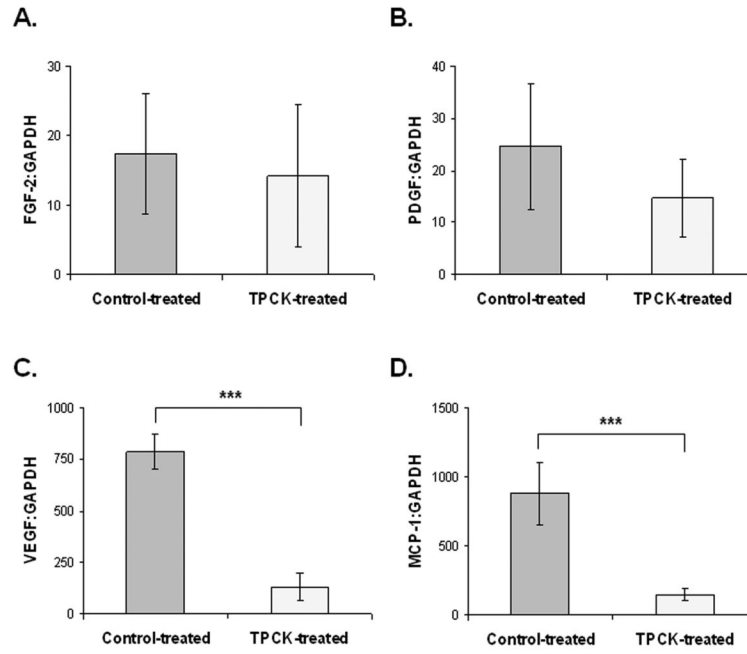 A.
FGF-2:GAPDH
30
20
10
0
Control-treated TPCK-treated
B.
PDGF:GAPDH
40
30
20
10
0
Control-treated TPCK-treated
C.
VEGF:GAPDH
1000
750
500
250
0
***
Control-treated TPCK-treated
D.
MCP-1:GAPDH
1500
1000
500
0
***
Control-treated TPCK-treated